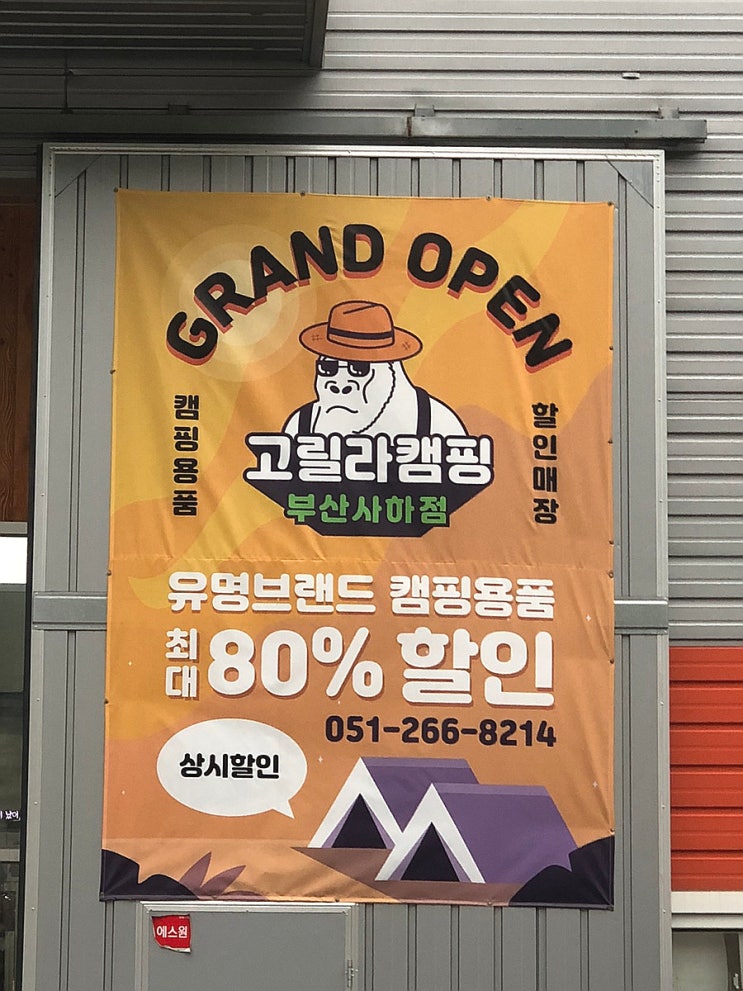 GRAND OPEN
캠핑용품
할인매장
고릴라캠핑
부산사하점
유명브랜드 캠핑용품
최대 80% 할인
051-266-8214
상시할인
에스원